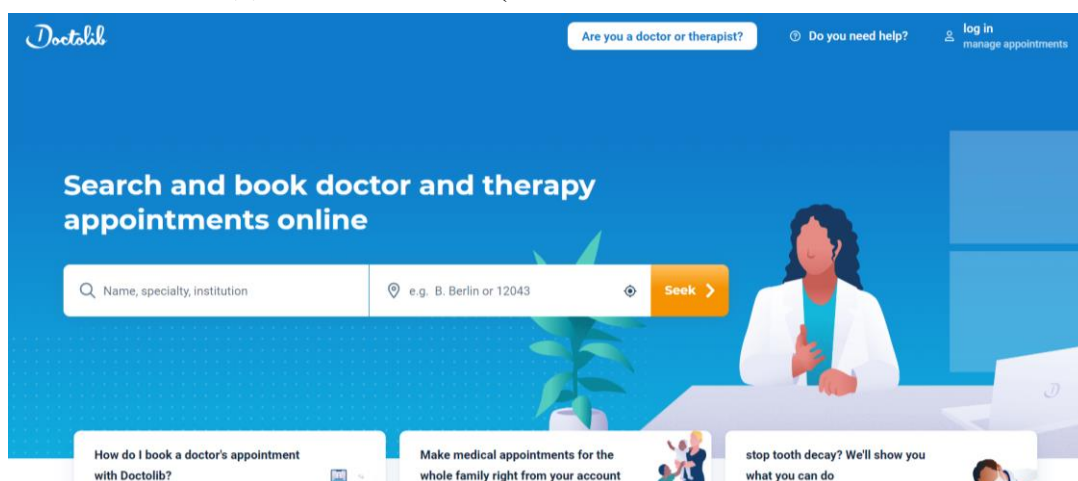 Doctolib
Are you a doctor or therapist?
Do you need help?
log in
manage appointments
Search and book doctor and therapy
appointments online
Name, specialty, institution
e.g. B. Berlin or 12043
Seek
How do I book a doctor's appointment
with Doctolib?
Make medical appointments for the
whole family right from your account
stop tooth decay? We'll show you
what you can do